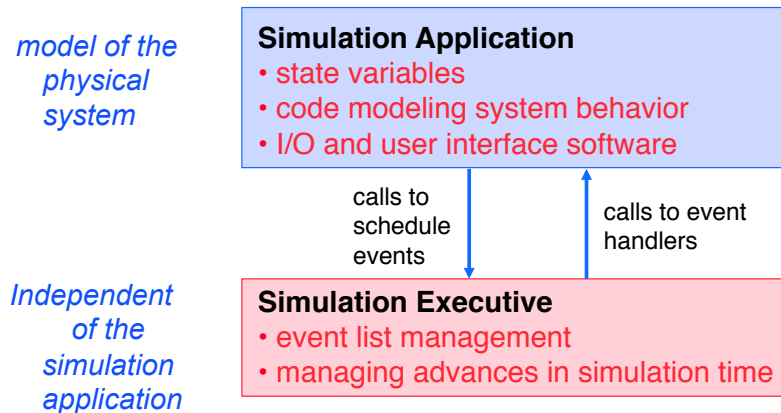 model of the
physical
system
Simulation Application
• state variables
• code modeling system behavior
• I/O and user interface software
calls to
schedule
events
calls to event
handlers
Independent
of the
simulation
application
Simulation Executive
• event list management
• managing advances in simulation time